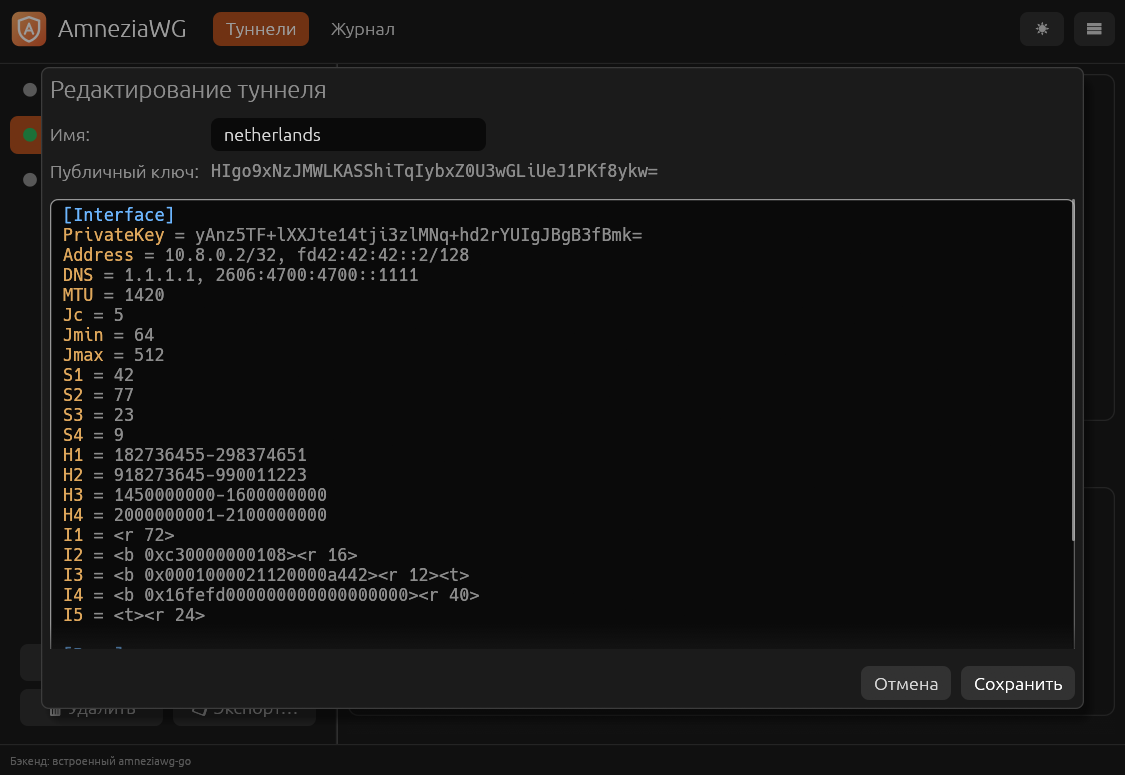 AmneziaWG
Туннели
Журнал
Редактирование туннеля
Имя:
netherlands
Публичный ключ:
HIgo9xNzJMWLKASShiTqIybxZ0U3wGLiUeJ1PKf8ykw=
[Interface]
PrivateKey = yAnz5TF+lXXJte14tji3zlMNq+hd2rYUIgJBgB3fBmk=
Address = 10.8.0.2/32, fd42:42:42::2/128
DNS = 1.1.1.1, 2606:4700:4700::1111
MTU = 1420
Jc = 5
Jmin = 64
Jmax = 512
S1 = 42
S2 = 77
S3 = 23
S4 = 9
H1 = 182736455-298374651
H2 = 918273645-990011223
H3 = 1450000000-1600000000
H4 = 2000000001-2100000000
I1 = <r 72>
I2 = <b 0xc30000000108><r 16>
I3 = <b 0x0001000021120000a442><r 12><t>
I4 = <b 0x16fefd0000000000000000000><r 40>
I5 = <t><r 24>
Отмена
Сохранить
Удалить
Экспорт...
Бэкенд: встроенный amneziawg-go